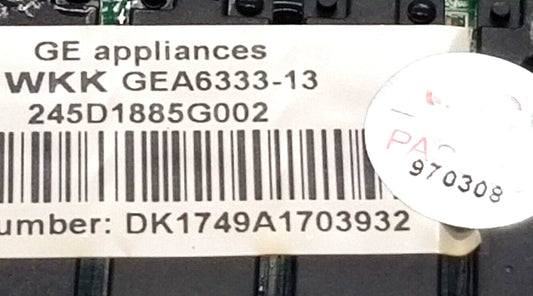 GE appliances
WKK GEA6333-13
245D1885G002
umber: DK1749A1703932
PA
970308